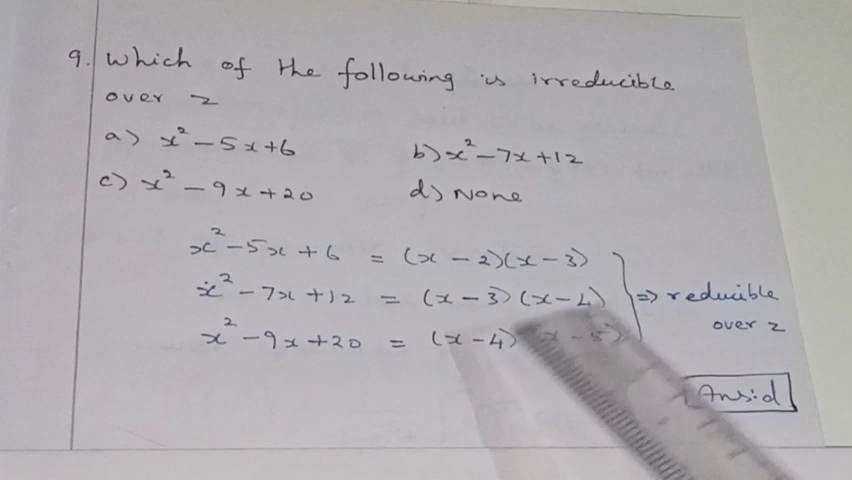 9. Which of the following is irreducible
over z
a) x² - 5x + 6 b) x² - 7x + 12
c) x² - 9x + 20 d) None
x² - 5x + 6 = (x - 2)(x - 3)
x² - 7x + 12 = (x - 3)(x - 4) ⇒ reducible
over z
x² - 9x + 20 = (x - 4)(x - 5)
Ans: d